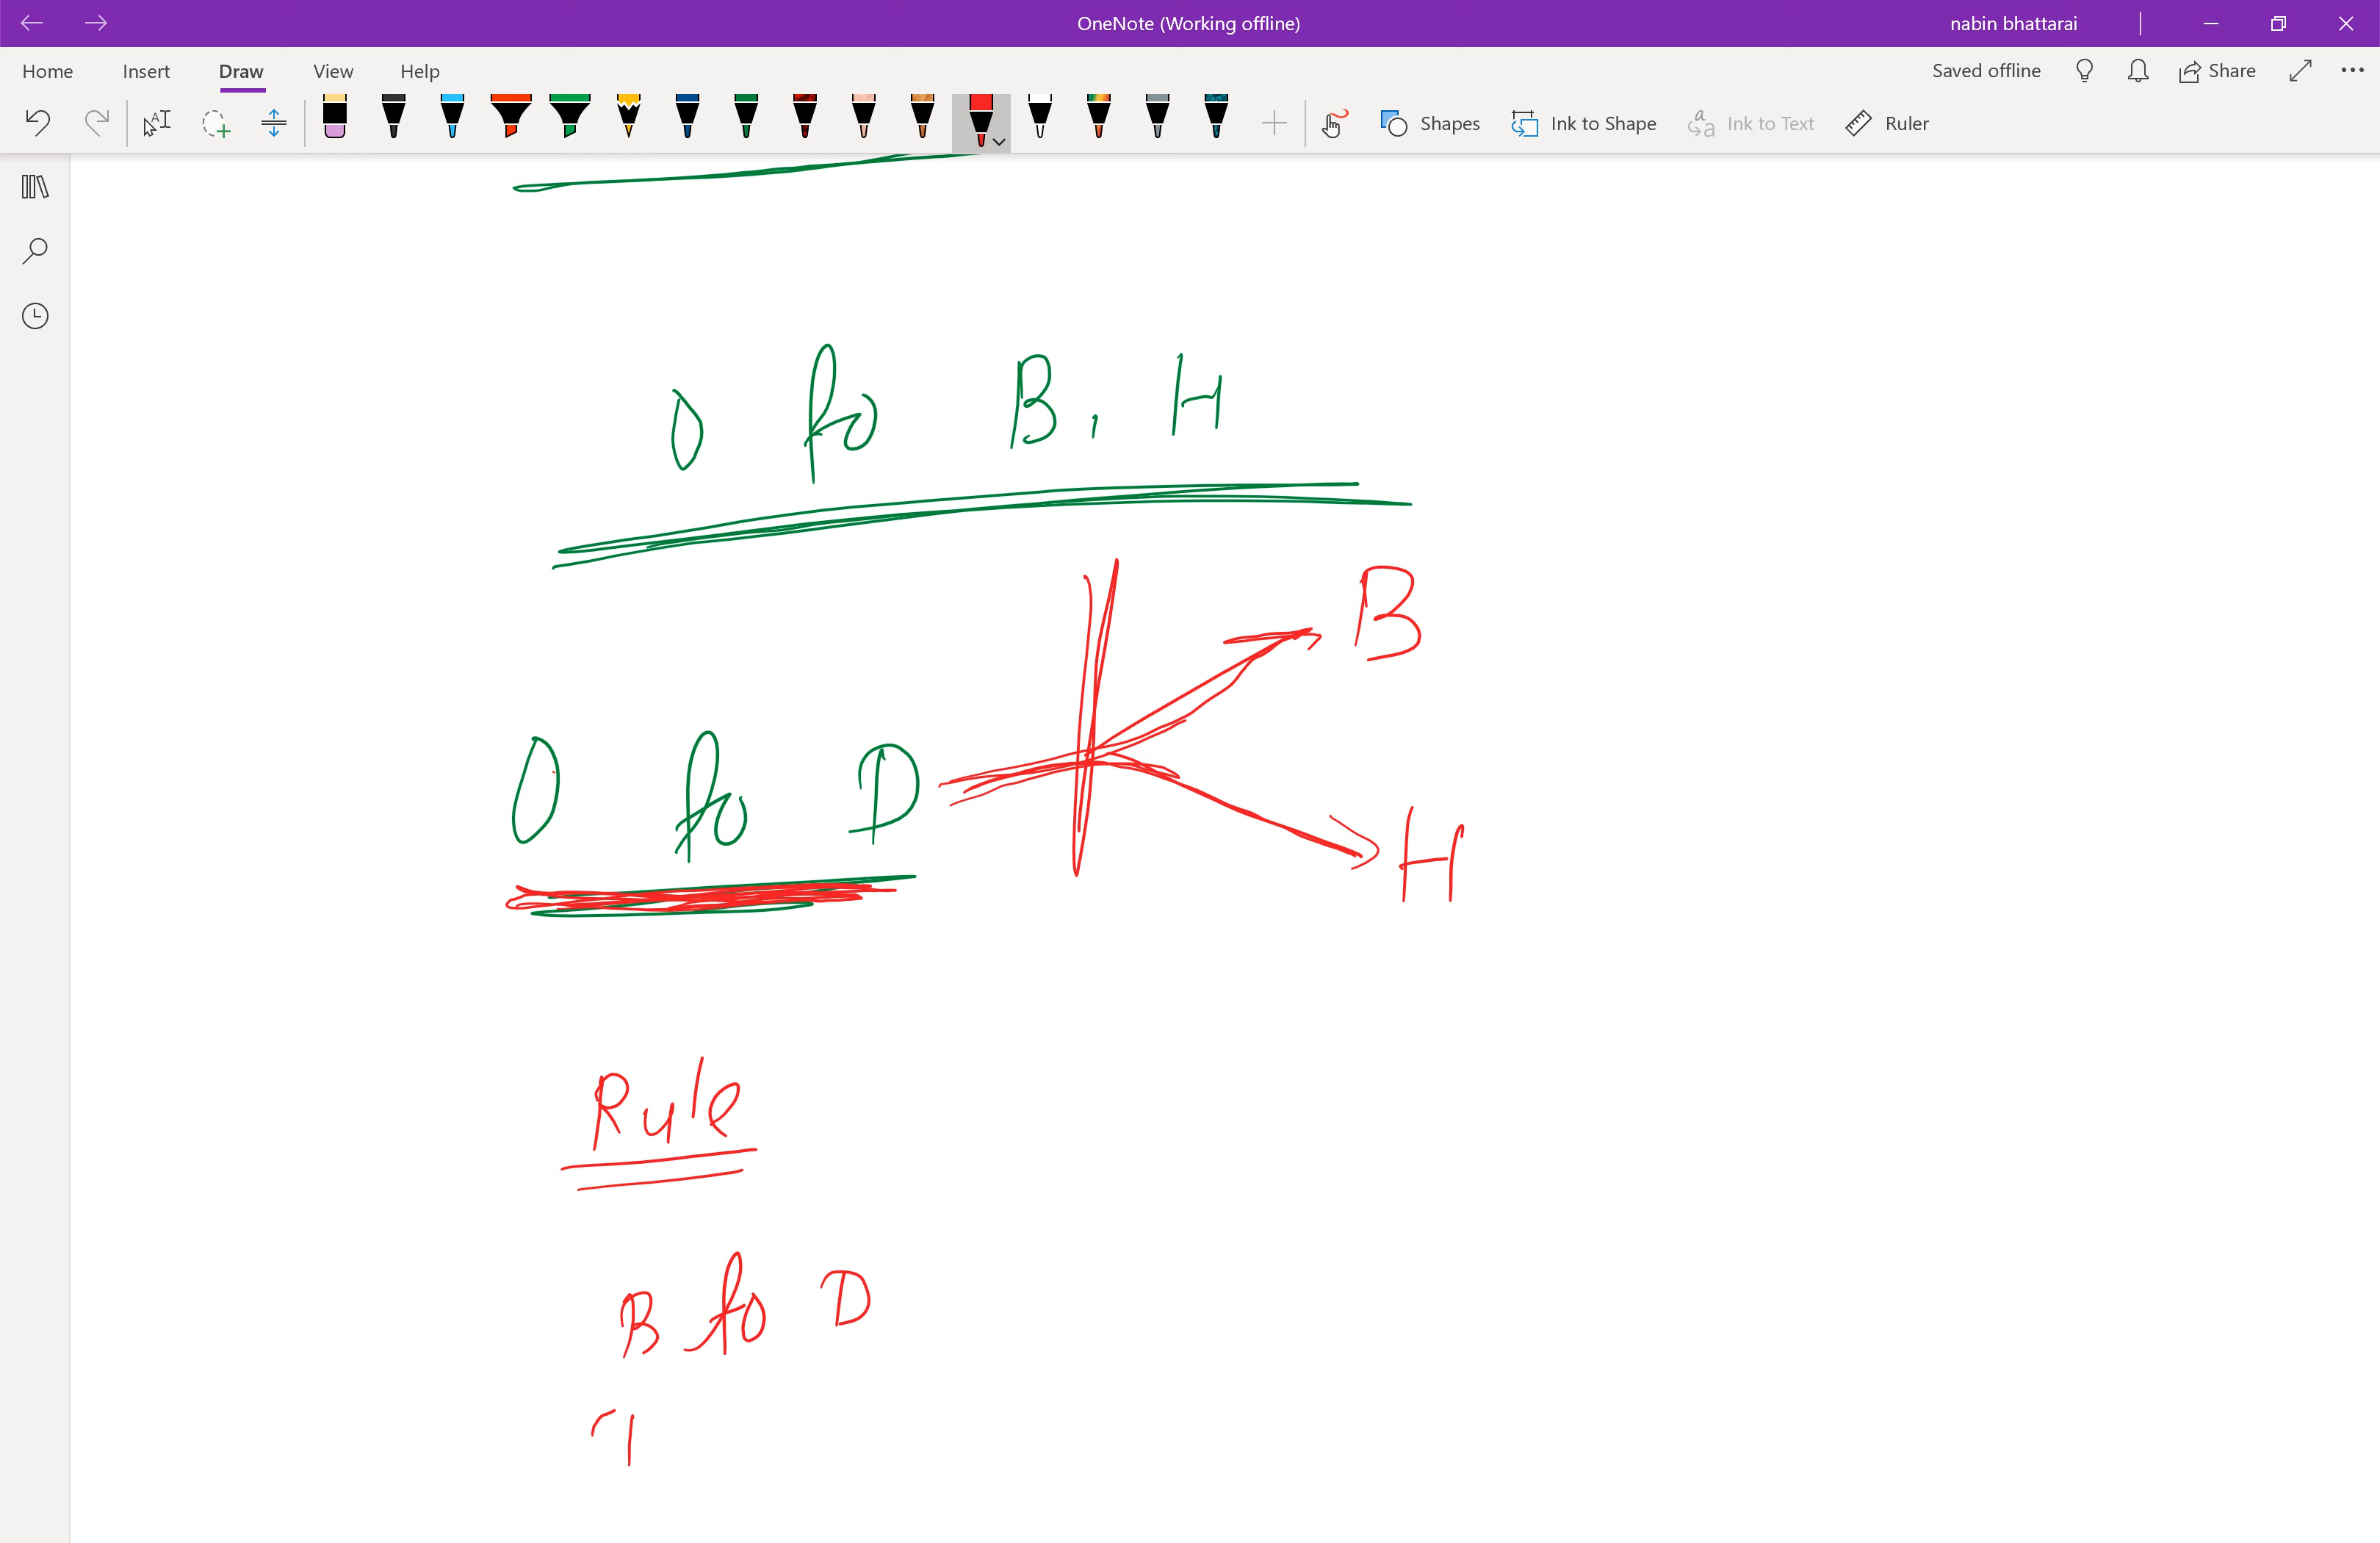 OneNote (Working offline)
nabin bhattarai
Home Insert Draw View Help
Saved offline Share
Shapes Ink to Shape Ink to Text Ruler
O to B, H
B
O to D
H
Rule
B to D